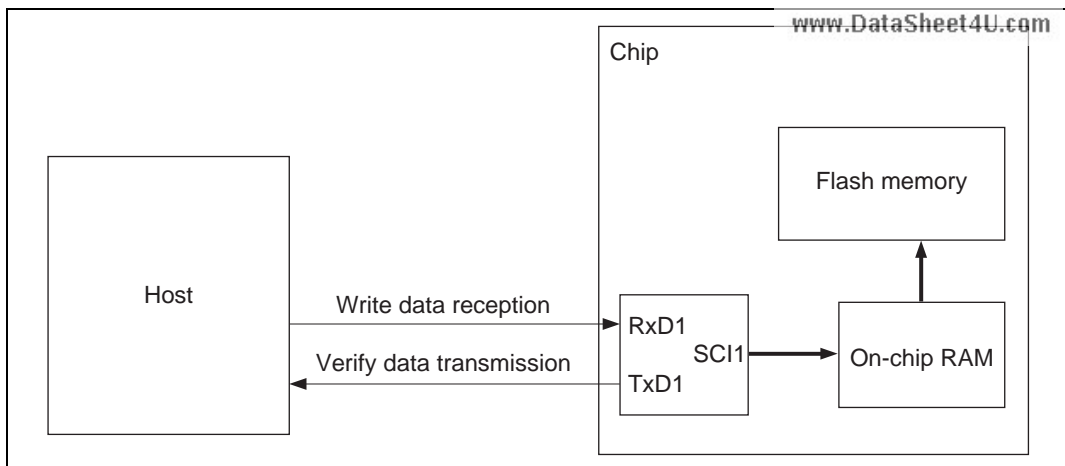 www.DataSheet4U.com
Chip
Flash memory
Host
Write data reception
RxD1
SCI1
On-chip RAM
Verify data transmission
TxD1